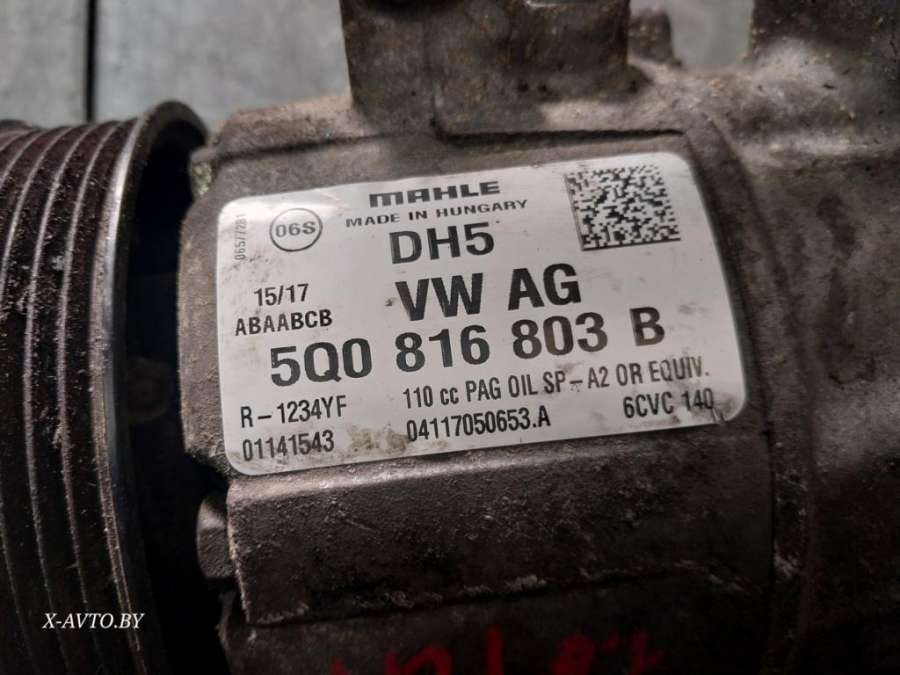 MAHLE
MADE IN HUNGARY
06S
DH5
15/17
VW AG
ABAABCB
5Q0 816 803 B
R-1234YF
110 cc PAG OIL SP-A2 OR EQUIV.
01141543
04117050653.A
6CVC 140
X-AVTO.BY